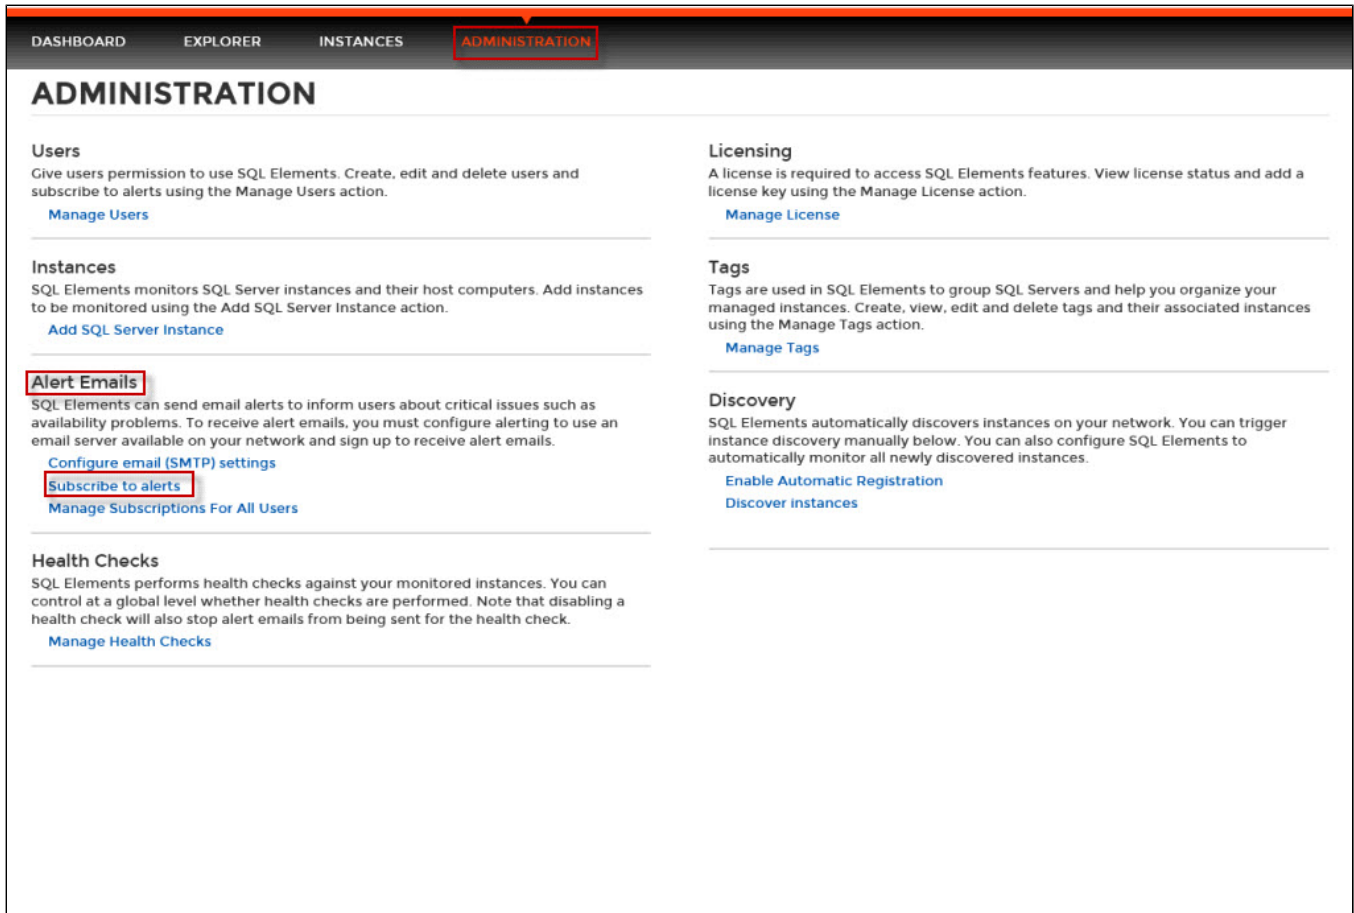 DASHBOARD EXPLORER INSTANCES ADMINISTRATION
ADMINISTRATION
Users
Give users permission to use SQL Elements. Create, edit and delete users and
subscribe to alerts using the Manage Users action.
Manage Users
Instances
SQL Elements monitors SQL Server instances and their host computers. Add instances
to be monitored using the Add SQL Server Instance action.
Add SQL Server Instance
Alert Emails
SQL Elements can send email alerts to inform users about critical issues such as
availability problems. To receive alert emails, you must configure alerting to use an
email server available on your network and sign up to receive alert emails.
Configure email (SMTP) settings
Subscribe to alerts
Manage Subscriptions For All Users
Health Checks
SQL Elements performs health checks against your monitored instances. You can
control at a global level whether health checks are performed. Note that disabling a
health check will also stop alert emails from being sent for the health check.
Manage Health Checks
Licensing
A license is required to access SQL Elements features. View license status and add a
license key using the Manage License action.
Manage License
Tags
Tags are used in SQL Elements to group SQL Servers and help you organize your
managed instances. Create, view, edit and delete tags and their associated instances
using the Manage Tags action.
Manage Tags
Discovery
SQL Elements automatically discovers instances on your network. You can trigger
instance discovery manually below. You can also configure SQL Elements to
automatically monitor all newly discovered instances.
Enable Automatic Registration
Discover instances